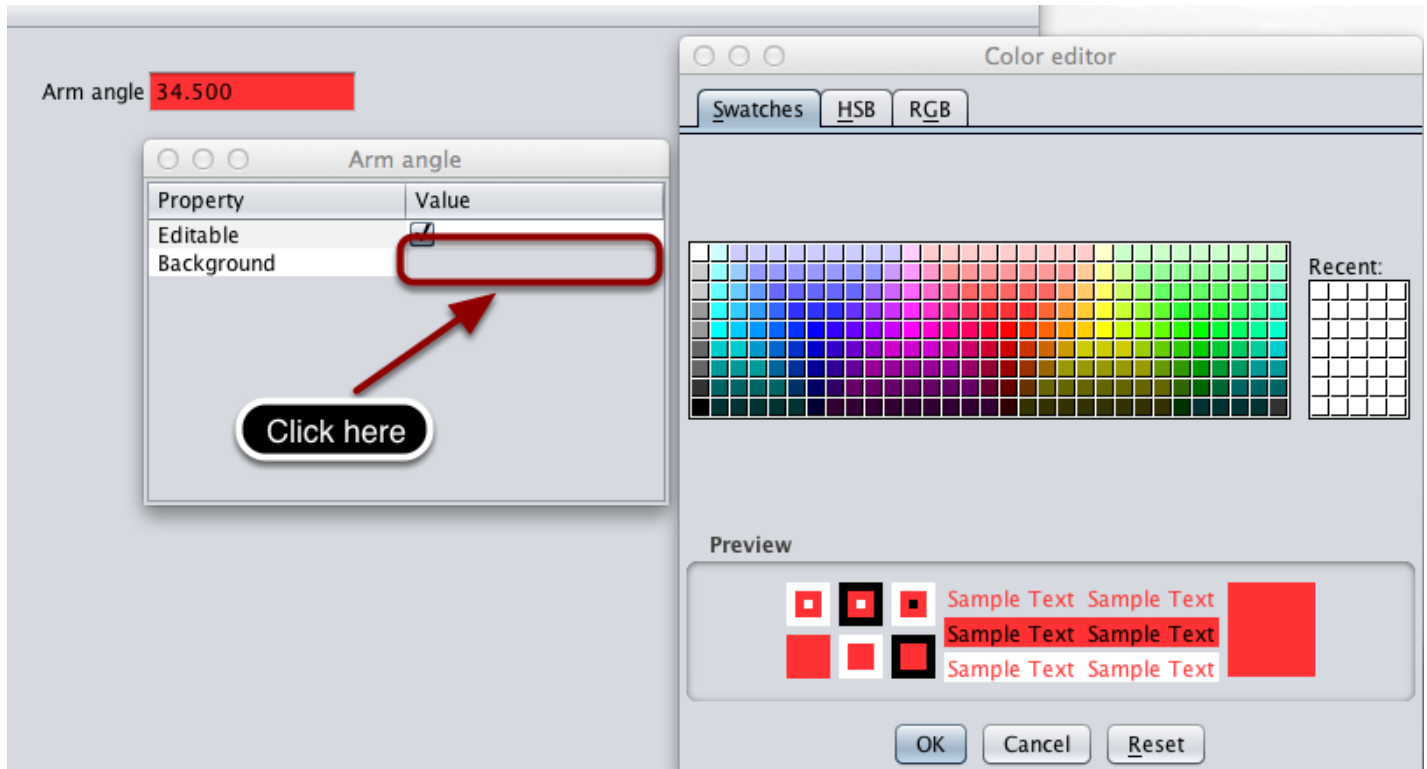 Arm angle 34.500
Arm angle
Property Value
Editable
Background
Click here
Color editor
Swatches HSB RGB
Recent:
Preview
Sample Text Sample Text
Sample Text Sample Text
Sample Text Sample Text
OK Cancel Reset